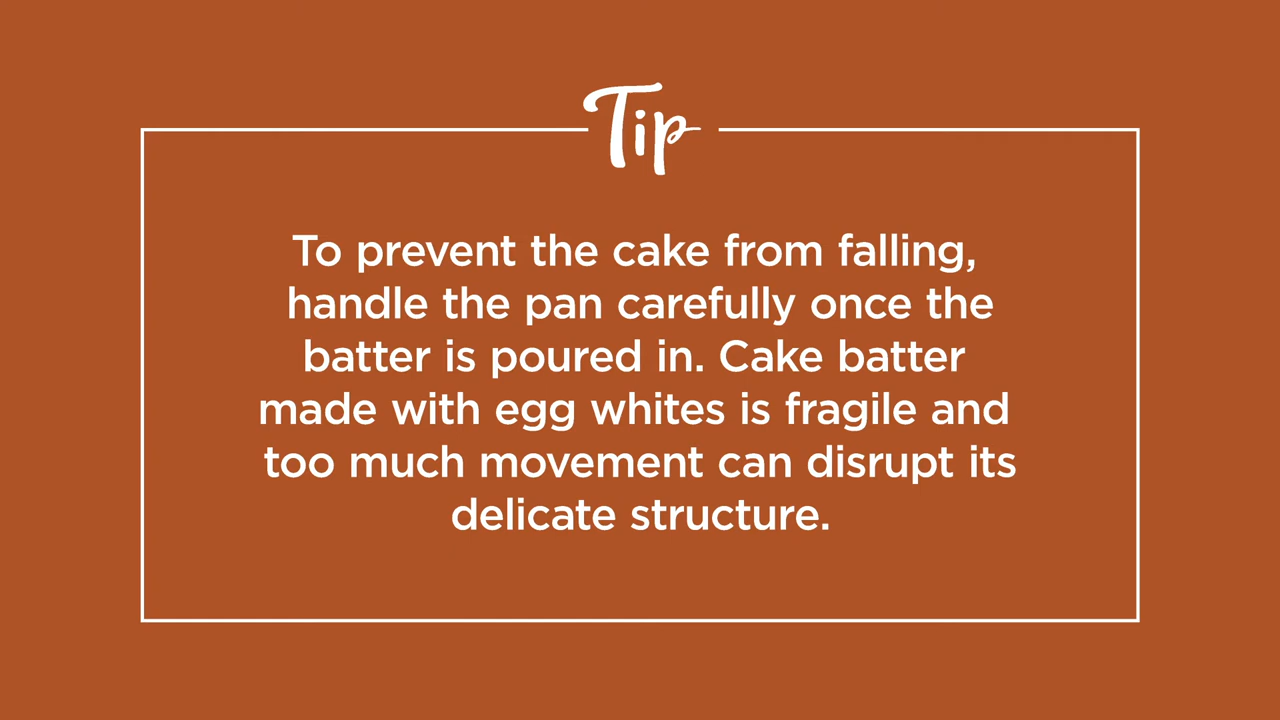 Tip
To prevent the cake from falling,
handle the pan carefully once the
batter is poured in. Cake batter
made with egg whites is fragile and
too much movement can disrupt its
delicate structure.